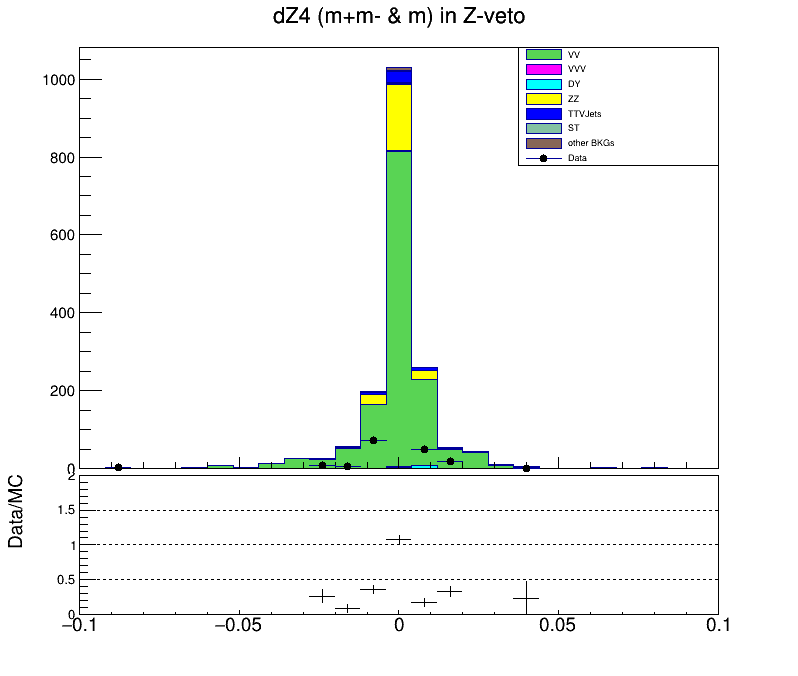 dZ4 (m+m- & m) in Z-veto
VV
VVV
DY
ZZ
TTVJets
ST
other BKGs
Data
1000
800
600
400
200
0
Data/MC
2
1.5
1
0.5
0
−0.1
−0.05
0
0.05
0.1